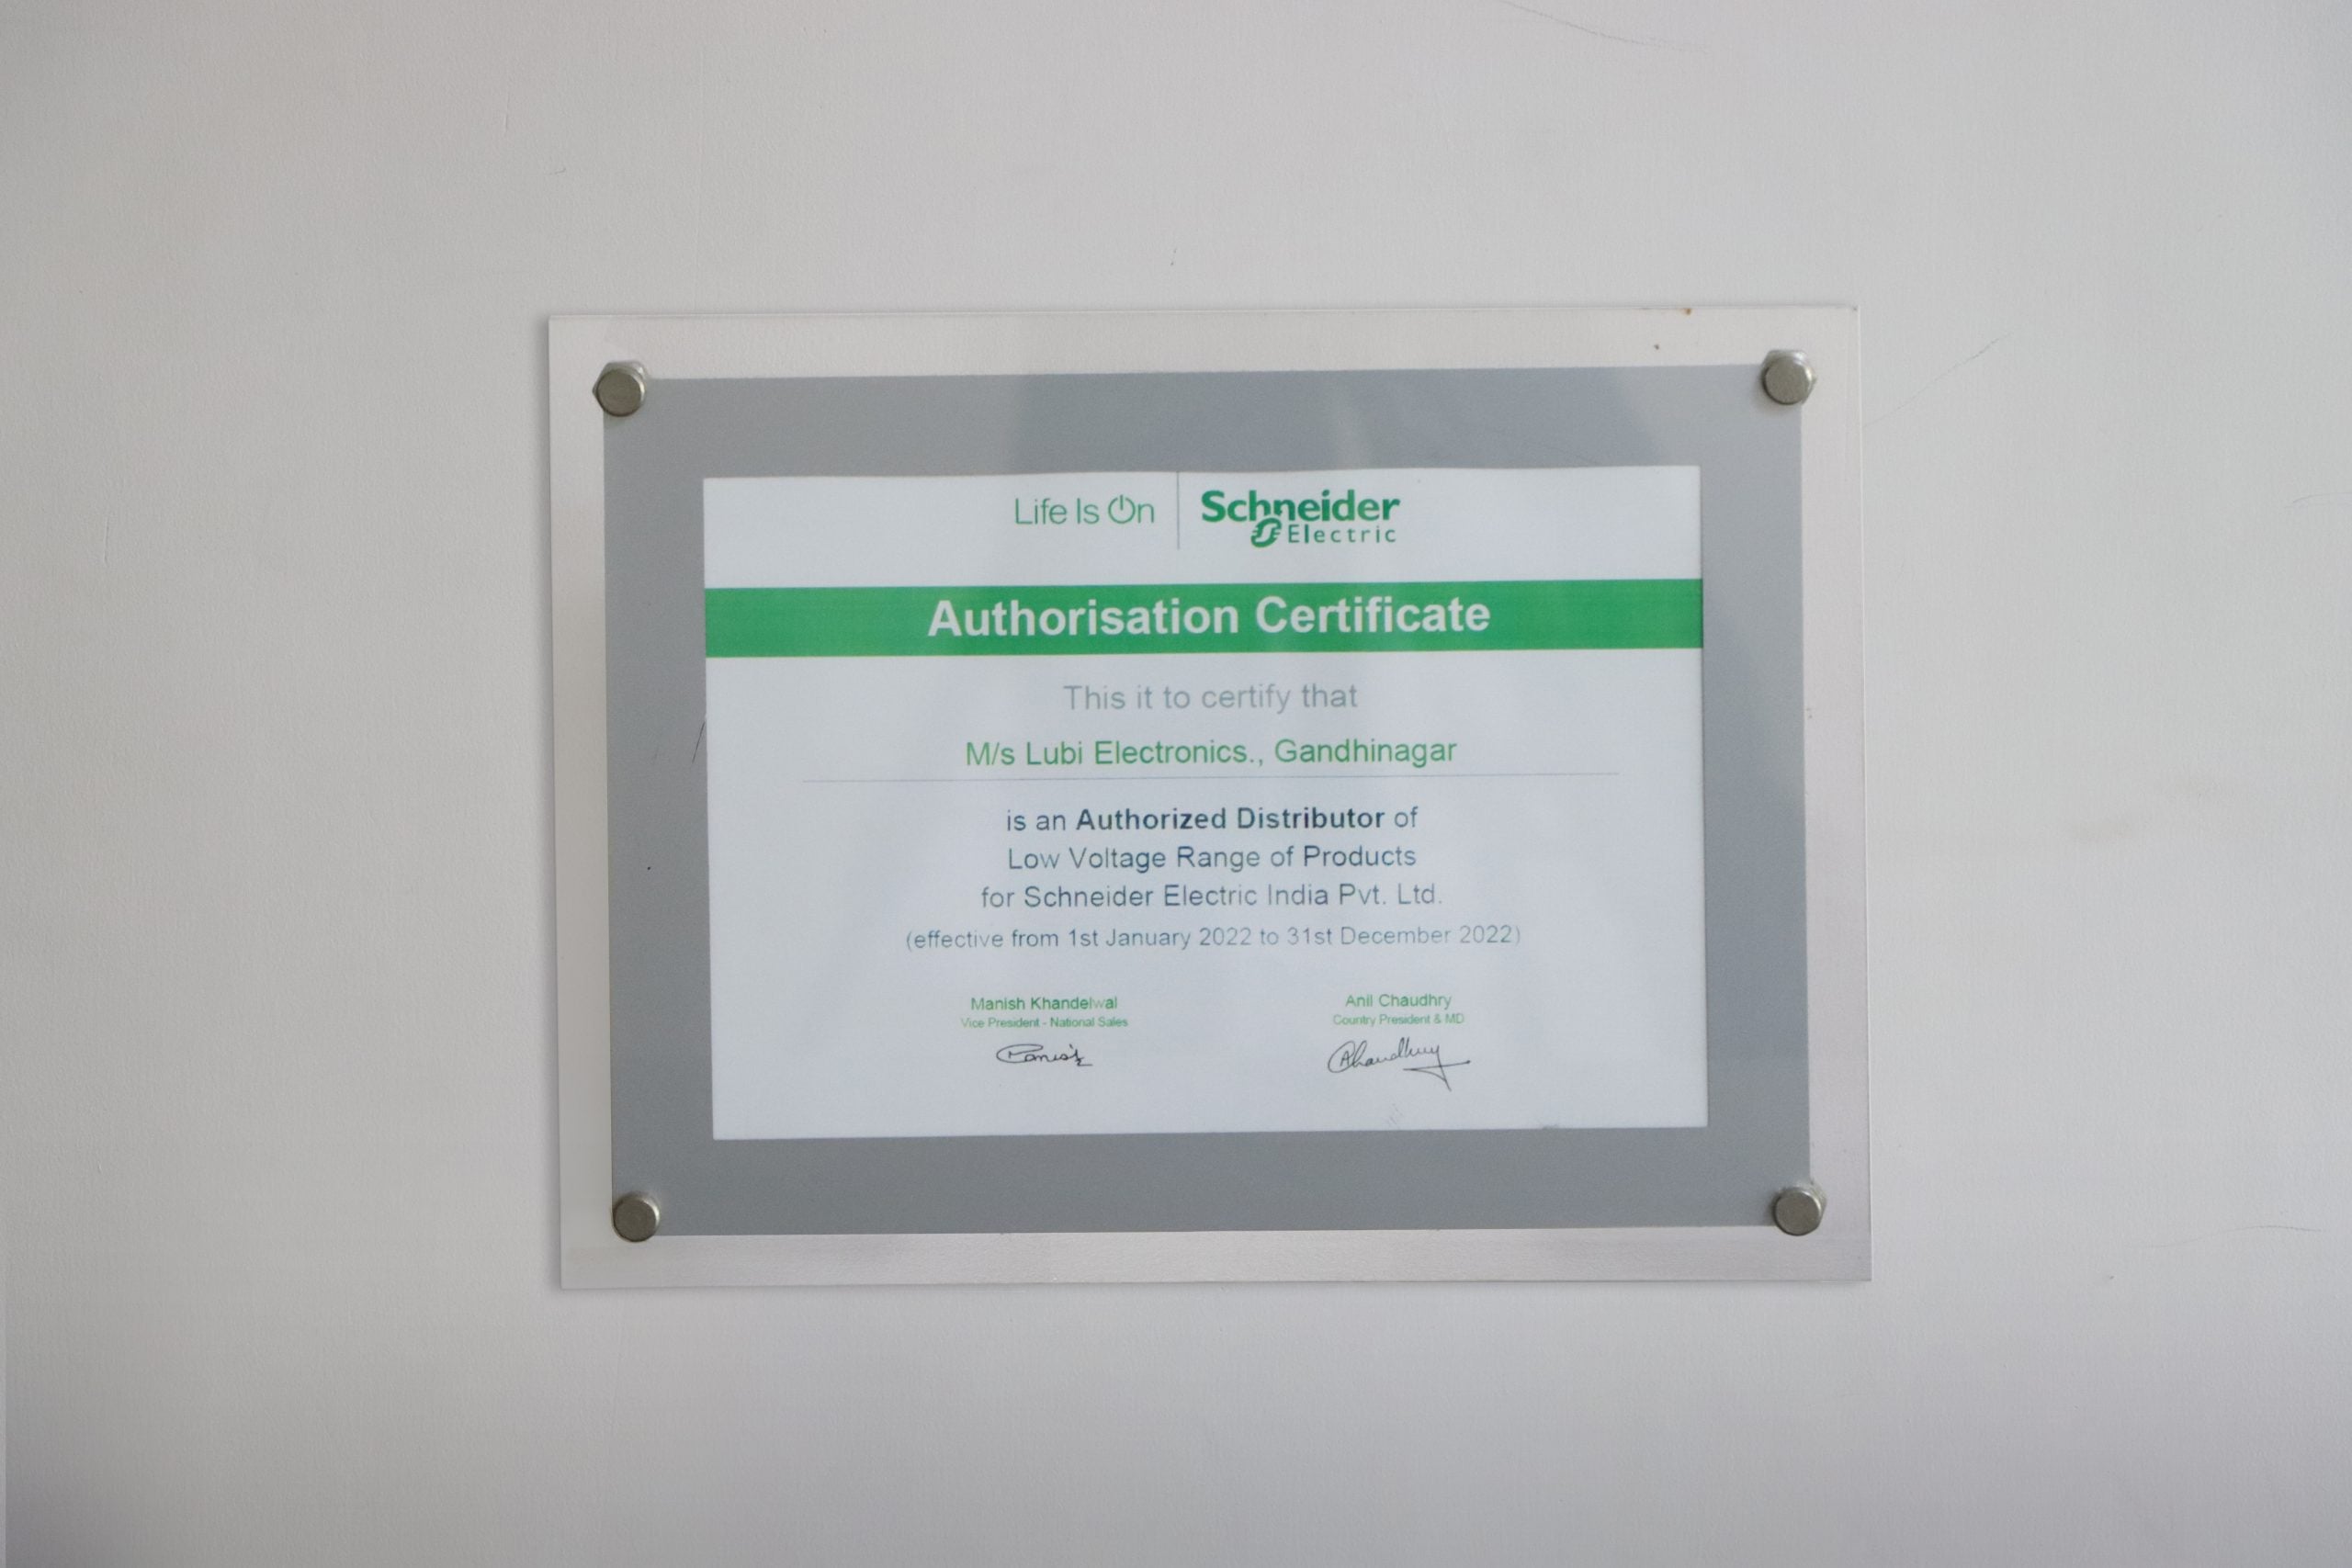 Life Is On
Schneider
Electric
Authorisation Certificate
This it to certify that
M/s Lubi Electronics., Gandhinagar
is an Authorized Distributor of
Low Voltage Range of Products
for Schneider Electric India Pvt. Ltd.
(effective from 1st January 2022 to 31st December 2022)
Manish Khandelwal
Vice President - National Sales
Anil Chaudhry
Country President & MD
AChaudhry